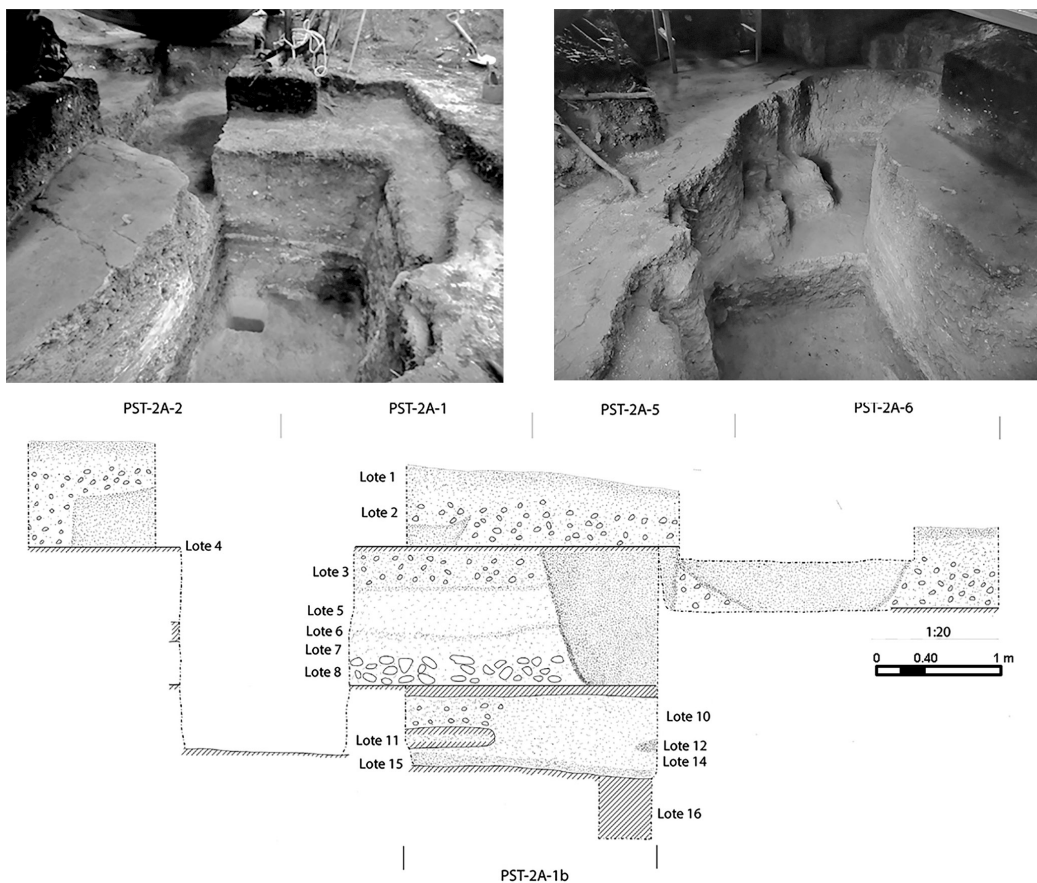 PST-2A-2
PST-2A-1
PST-2A-5
PST-2A-6
Lote 1
Lote 2
Lote 4
Lote 3
Lote 5
Lote 6
Lote 7
Lote 8
1:20
0 0.40 1 m
Lote 10
Lote 11
Lote 12
Lote 15
Lote 14
Lote 16
PST-2A-1b